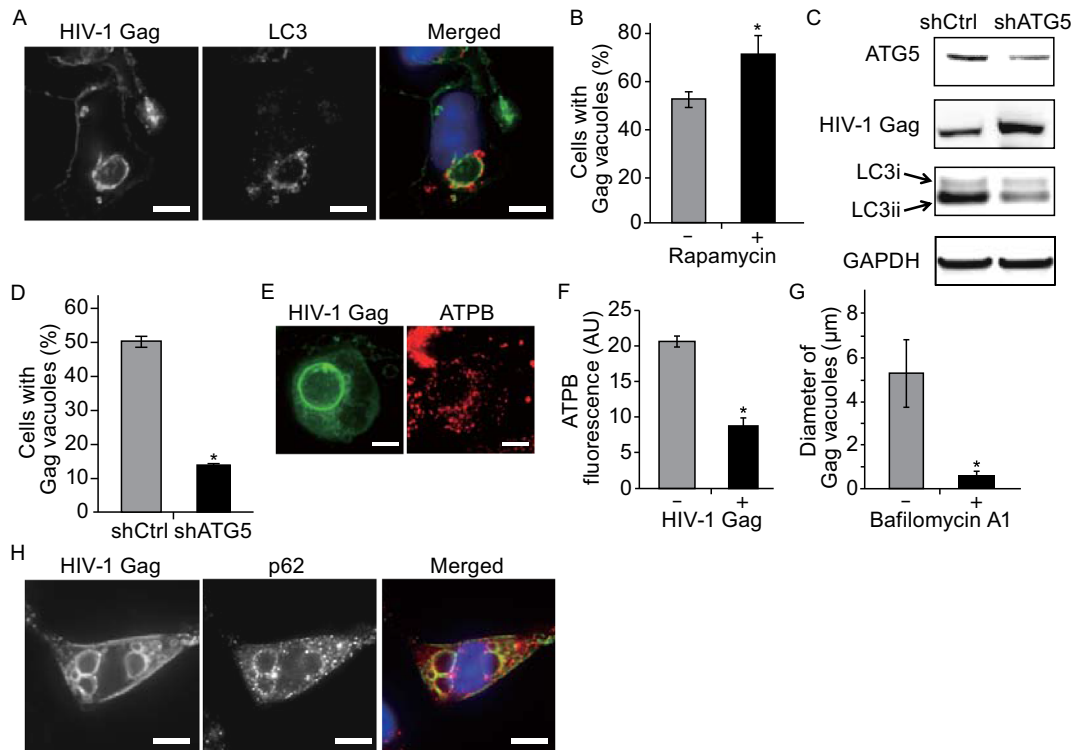 A
HIV-1 Gag
LC3
Merged
B
Cells with
Gag vacuoles (%)
80
60
40
20
0
*
− +
Rapamycin
C
shCtrl shATG5
ATG5
HIV-1 Gag
LC3i
LC3ii
GAPDH
D
Cells with
Gag vacuoles (%)
60
50
40
30
20
10
0
*
shCtrl shATG5
E
HIV-1 Gag
ATPB
F
ATPB
fluorescence (AU)
25
20
15
10
5
0
*
− +
HIV-1 Gag
G
Diameter of
Gag vacuoles (μm)
8
6
4
2
0
*
− +
Bafilomycin A1
H
HIV-1 Gag
p62
Merged